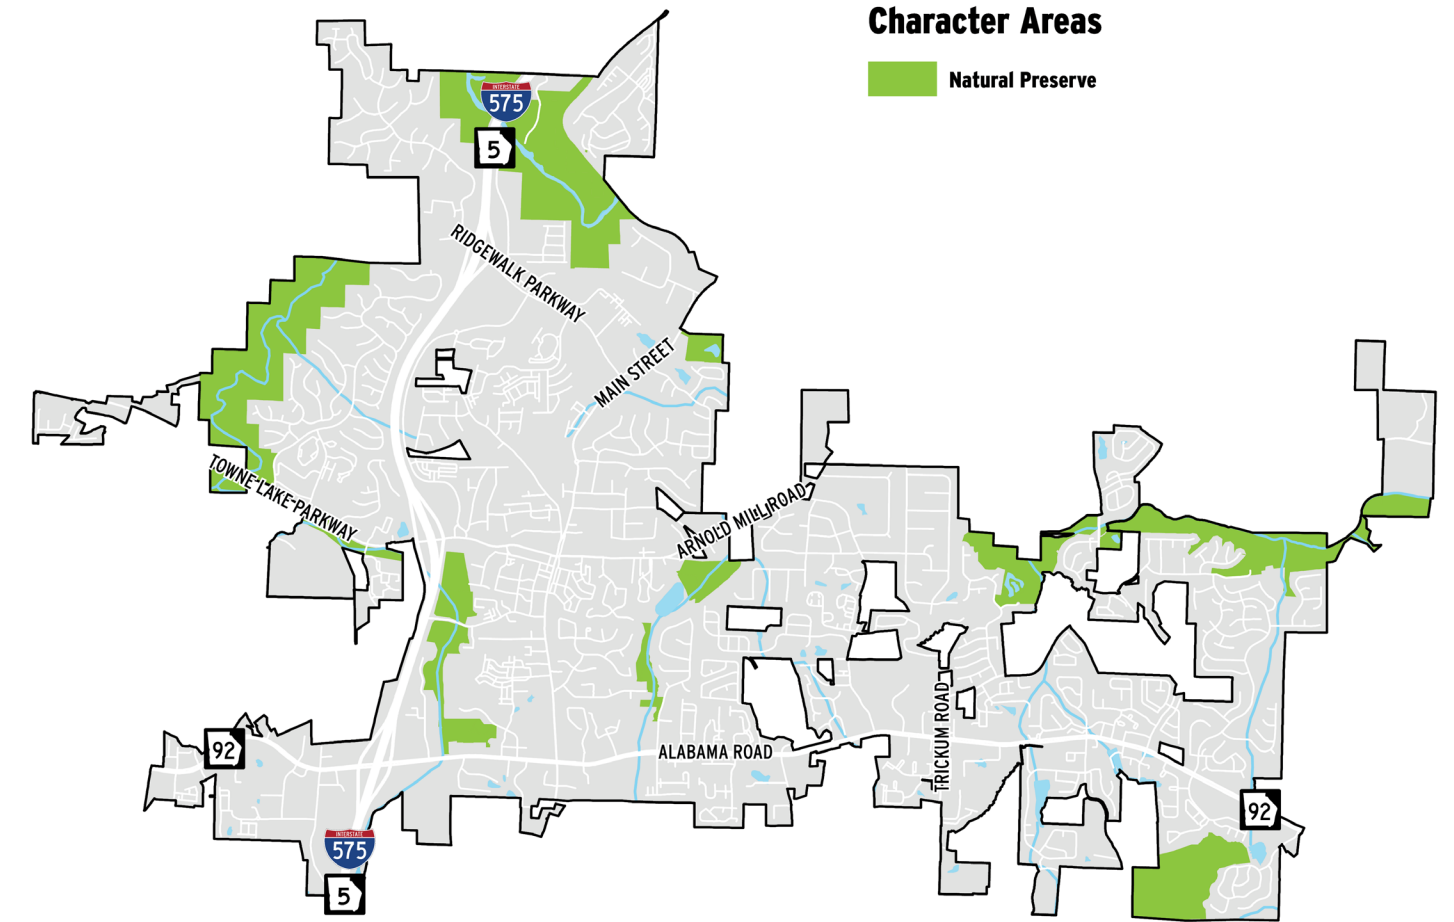 Character Areas
Natural Preserve
INTERSTATE
575
5
RIDGEWALK PARKWAY
MAIN STREET
TOWNE LAKE PARKWAY
ARNOLD MILL ROAD
TRICKUM ROAD
92
ALABAMA ROAD
92
INTERSTATE
575
5